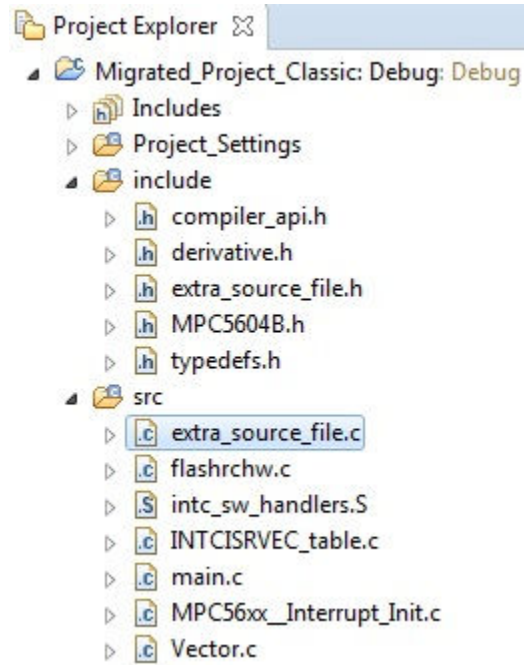 Project Explorer
Migrated_Project_Classic: Debug: Debug
Includes
Project_Settings
include
compiler_api.h
derivative.h
extra_source_file.h
MPC5604B.h
typedefs.h
src
extra_source_file.c
flashrchw.c
intc_sw_handlers.S
INTCISRVEC_table.c
main.c
MPC56xx__Interrupt_Init.c
Vector.c